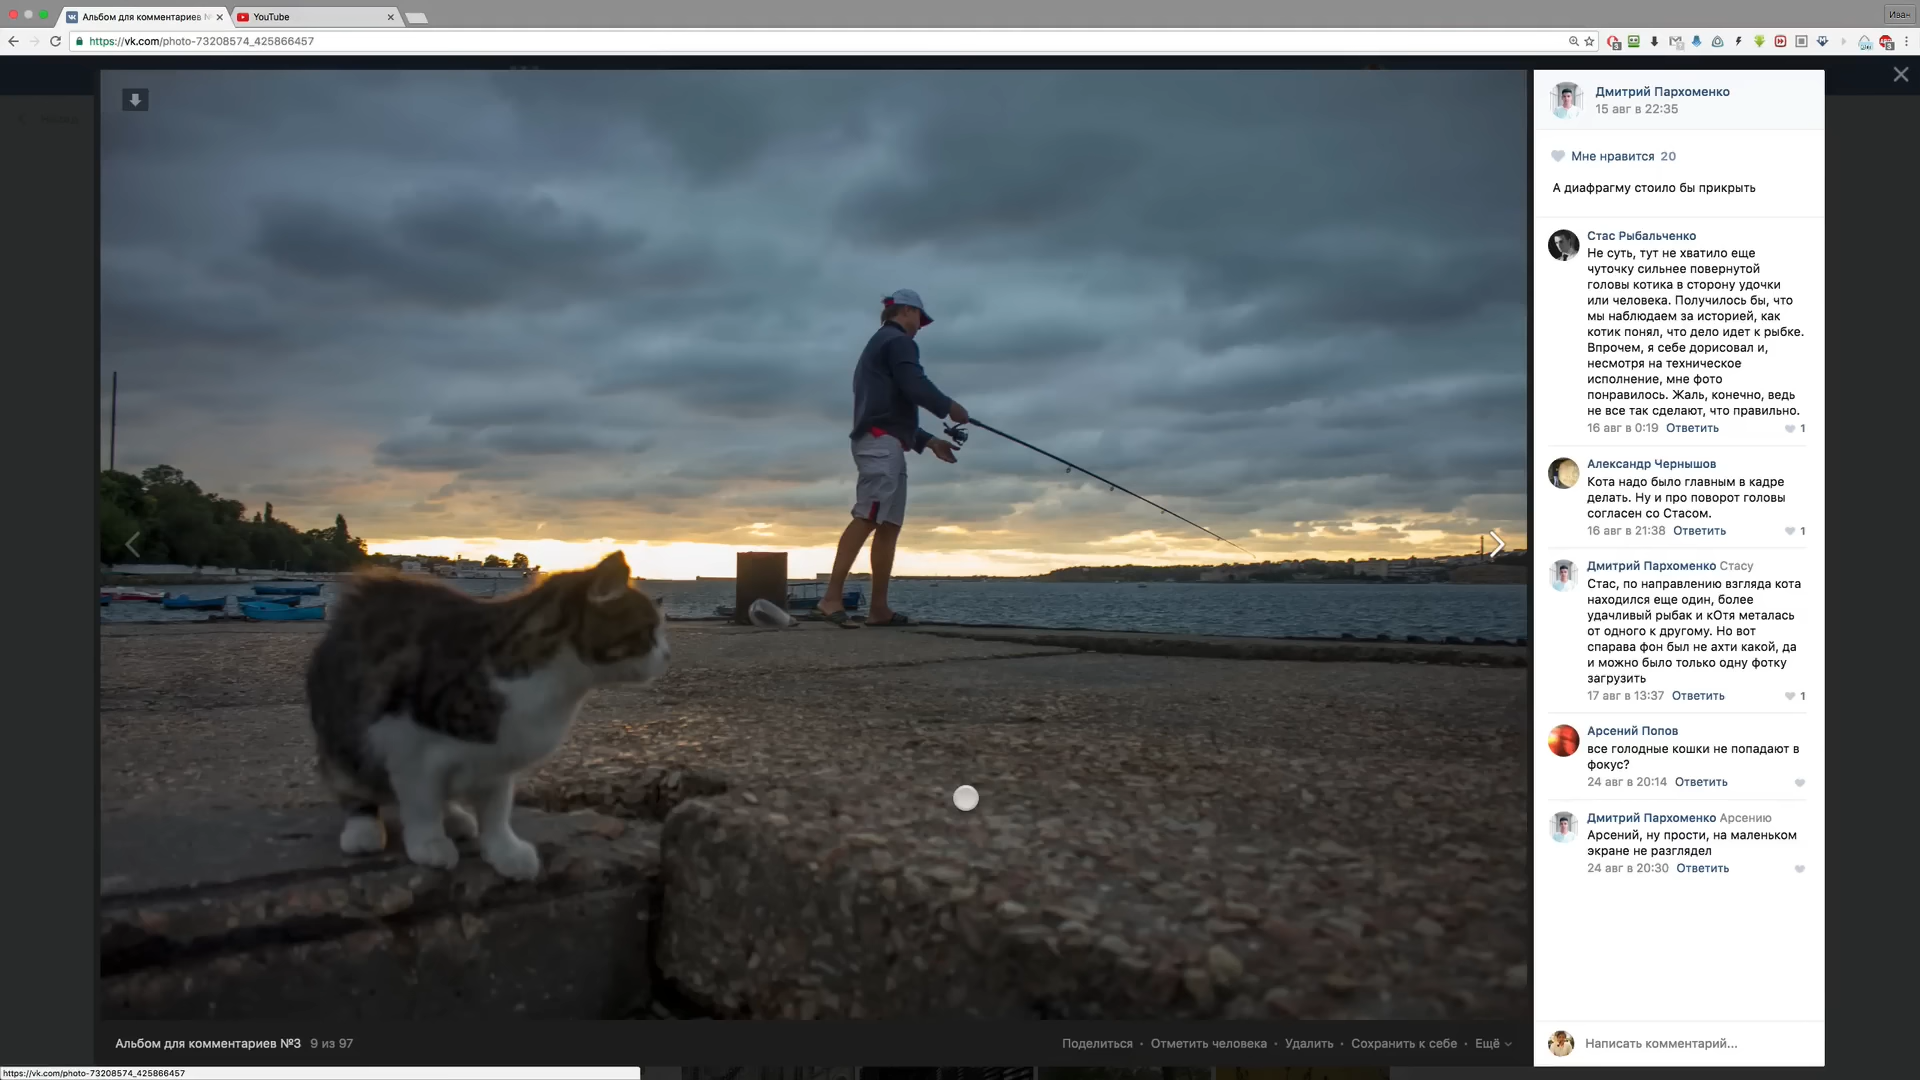 Альбом для комментариев №
YouTube
Иван
https://vk.com/photo-73208574_425866457
Дмитрий Пархоменко
15 авг в 22:35
Мне нравится 20
А диафрагму стоило бы прикрыть
Стас Рыбальченко
Не суть, тут не хватило еще
чуточку сильнее повернутой
головы котика в сторону удочки
или человека. Получилось бы, что
мы наблюдаем за историей, как
котик понял, что дело идет к рыбке.
Впрочем, я себе дорисовал и,
несмотря на техническое
исполнение, мне фото
понравилось. Жаль, конечно, ведь
не все так сделают, что правильно.
16 авг в 0:19 Ответить 1
Александр Чернышов
Кота надо было главным в кадре
делать. Ну и про поворот головы
согласен со Стасом.
16 авг в 21:38 Ответить 1
Дмитрий Пархоменко Стасу
Стас, по направлению взгляда кота
находился еще один, более
удачливый рыбак и кОтя металась
от одного к другому. Но вот
спарава фон был не ахти какой, да
и можно было только одну фотку
загрузить
17 авг в 13:37 Ответить 1
Арсений Попов
все голодные кошки не попадают в
фокус?
24 авг в 20:14 Ответить
Дмитрий Пархоменко Арсению
Арсений, ну прости, на маленьком
экране не разглядел
24 авг в 20:30 Ответить
Альбом для комментариев №3 9 из 97
Поделиться · Отметить человека · Удалить · Сохранить к себе · Ещё
Написать комментарий...
https://vk.com/photo-73208574_425866457